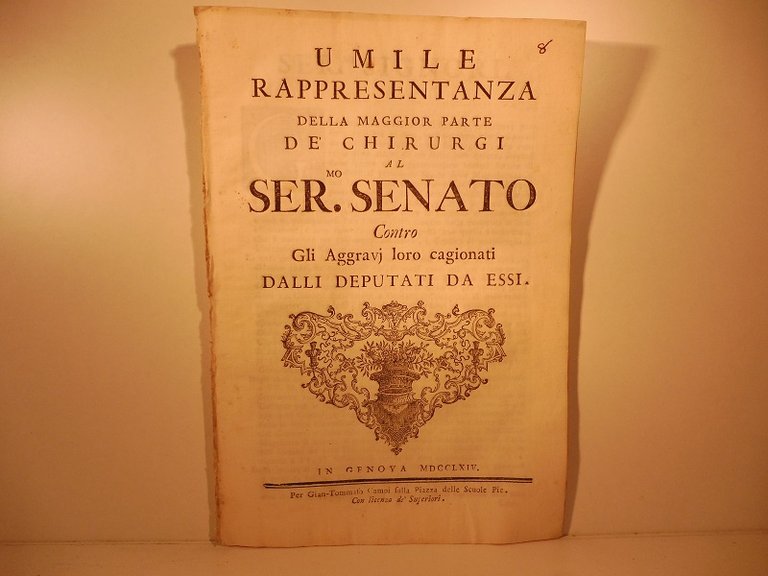 8
UMILE
RAPPRESENTANZA
DELLA MAGGIOR PARTE
DE' CHIRURGI
AL
SER.MO SENATO
Contro
Gli Aggravj loro cagionati
DALLI DEPUTATI DA ESSI.
IN GENOVA MDCCLXIV.
Per Gian-Tommaso Campi sulla Piazza delle Scuole Pie.
Con licenza de' Superiori.